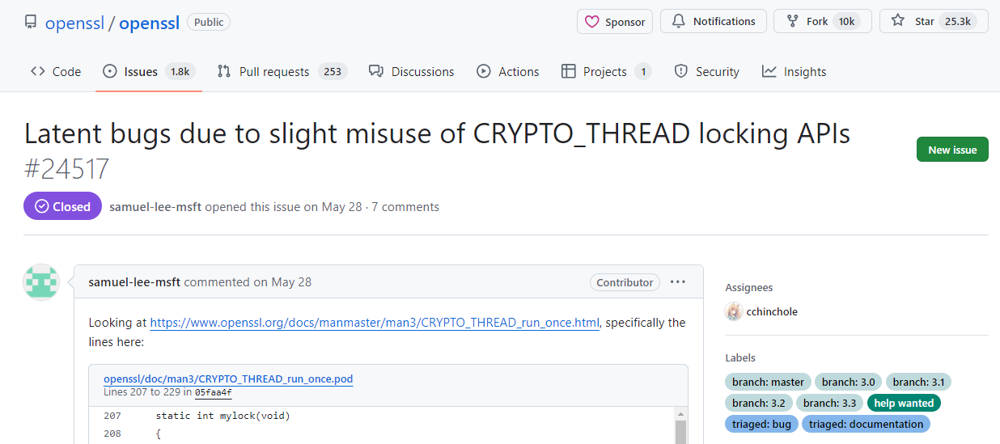 openssl / openssl Public
Sponsor Notifications Fork 10k Star 25.3k
Code Issues 1.8k Pull requests 253 Discussions Actions Projects 1 Security Insights
Latent bugs due to slight misuse of CRYPTO_THREAD locking APIs
#24517
New issue
Closed samuel-lee-msft opened this issue on May 28 · 7 comments
samuel-lee-msft commented on May 28 Contributor ···
Looking at https://www.openssl.org/docs/manmaster/man3/CRYPTO_THREAD_run_once.html, specifically the
lines here:
openssl/doc/man3/CRYPTO_THREAD_run_once.pod
Lines 207 to 229 in 05faa4f
207 static int mylock(void)
208 {
Assignees
cchinchole
Labels
branch: master branch: 3.0 branch: 3.1
branch: 3.2 branch: 3.3 help wanted
triaged: bug triaged: documentation